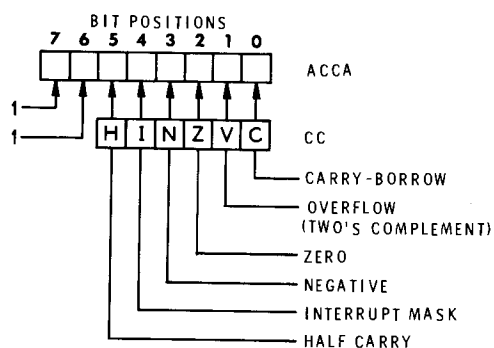 BIT POSITIONS
7 6 5 4 3 2 1 0
ACCA
1
1
H I N Z V C
CC
CARRY-BORROW
OVERFLOW
(TWO'S COMPLEMENT)
ZERO
NEGATIVE
INTERRUPT MASK
HALF CARRY